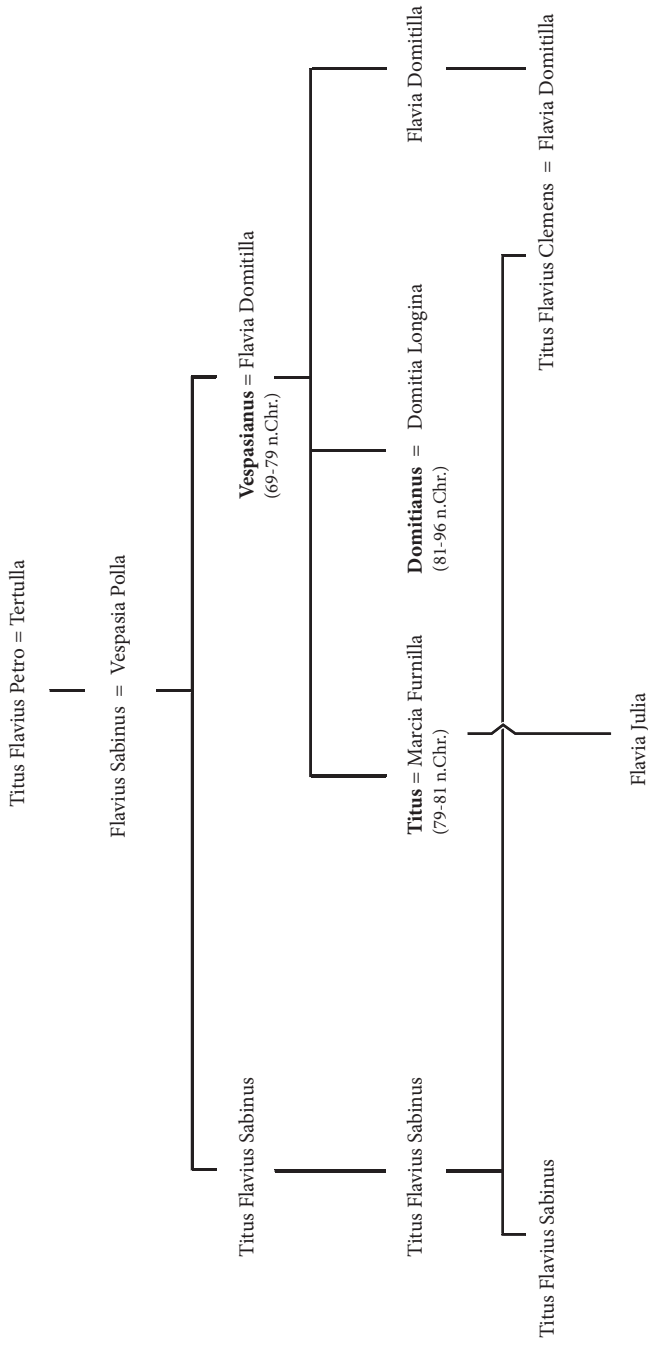 Titus Flavius Petro = Tertulla
Flavius Sabinus = Vespasia Polla
Titus Flavius Sabinus
Vespasianus = Flavia Domitilla
(69-79 n.Chr.)
Titus Flavius Sabinus
Titus = Marcia Furnilla
(79-81 n.Chr.)
Domitianus = Domitia Longina
(81-96 n.Chr.)
Flavia Domitilla
Titus Flavius Sabinus
Titus Flavius Clemens = Flavia Domitilla
Flavia Julia